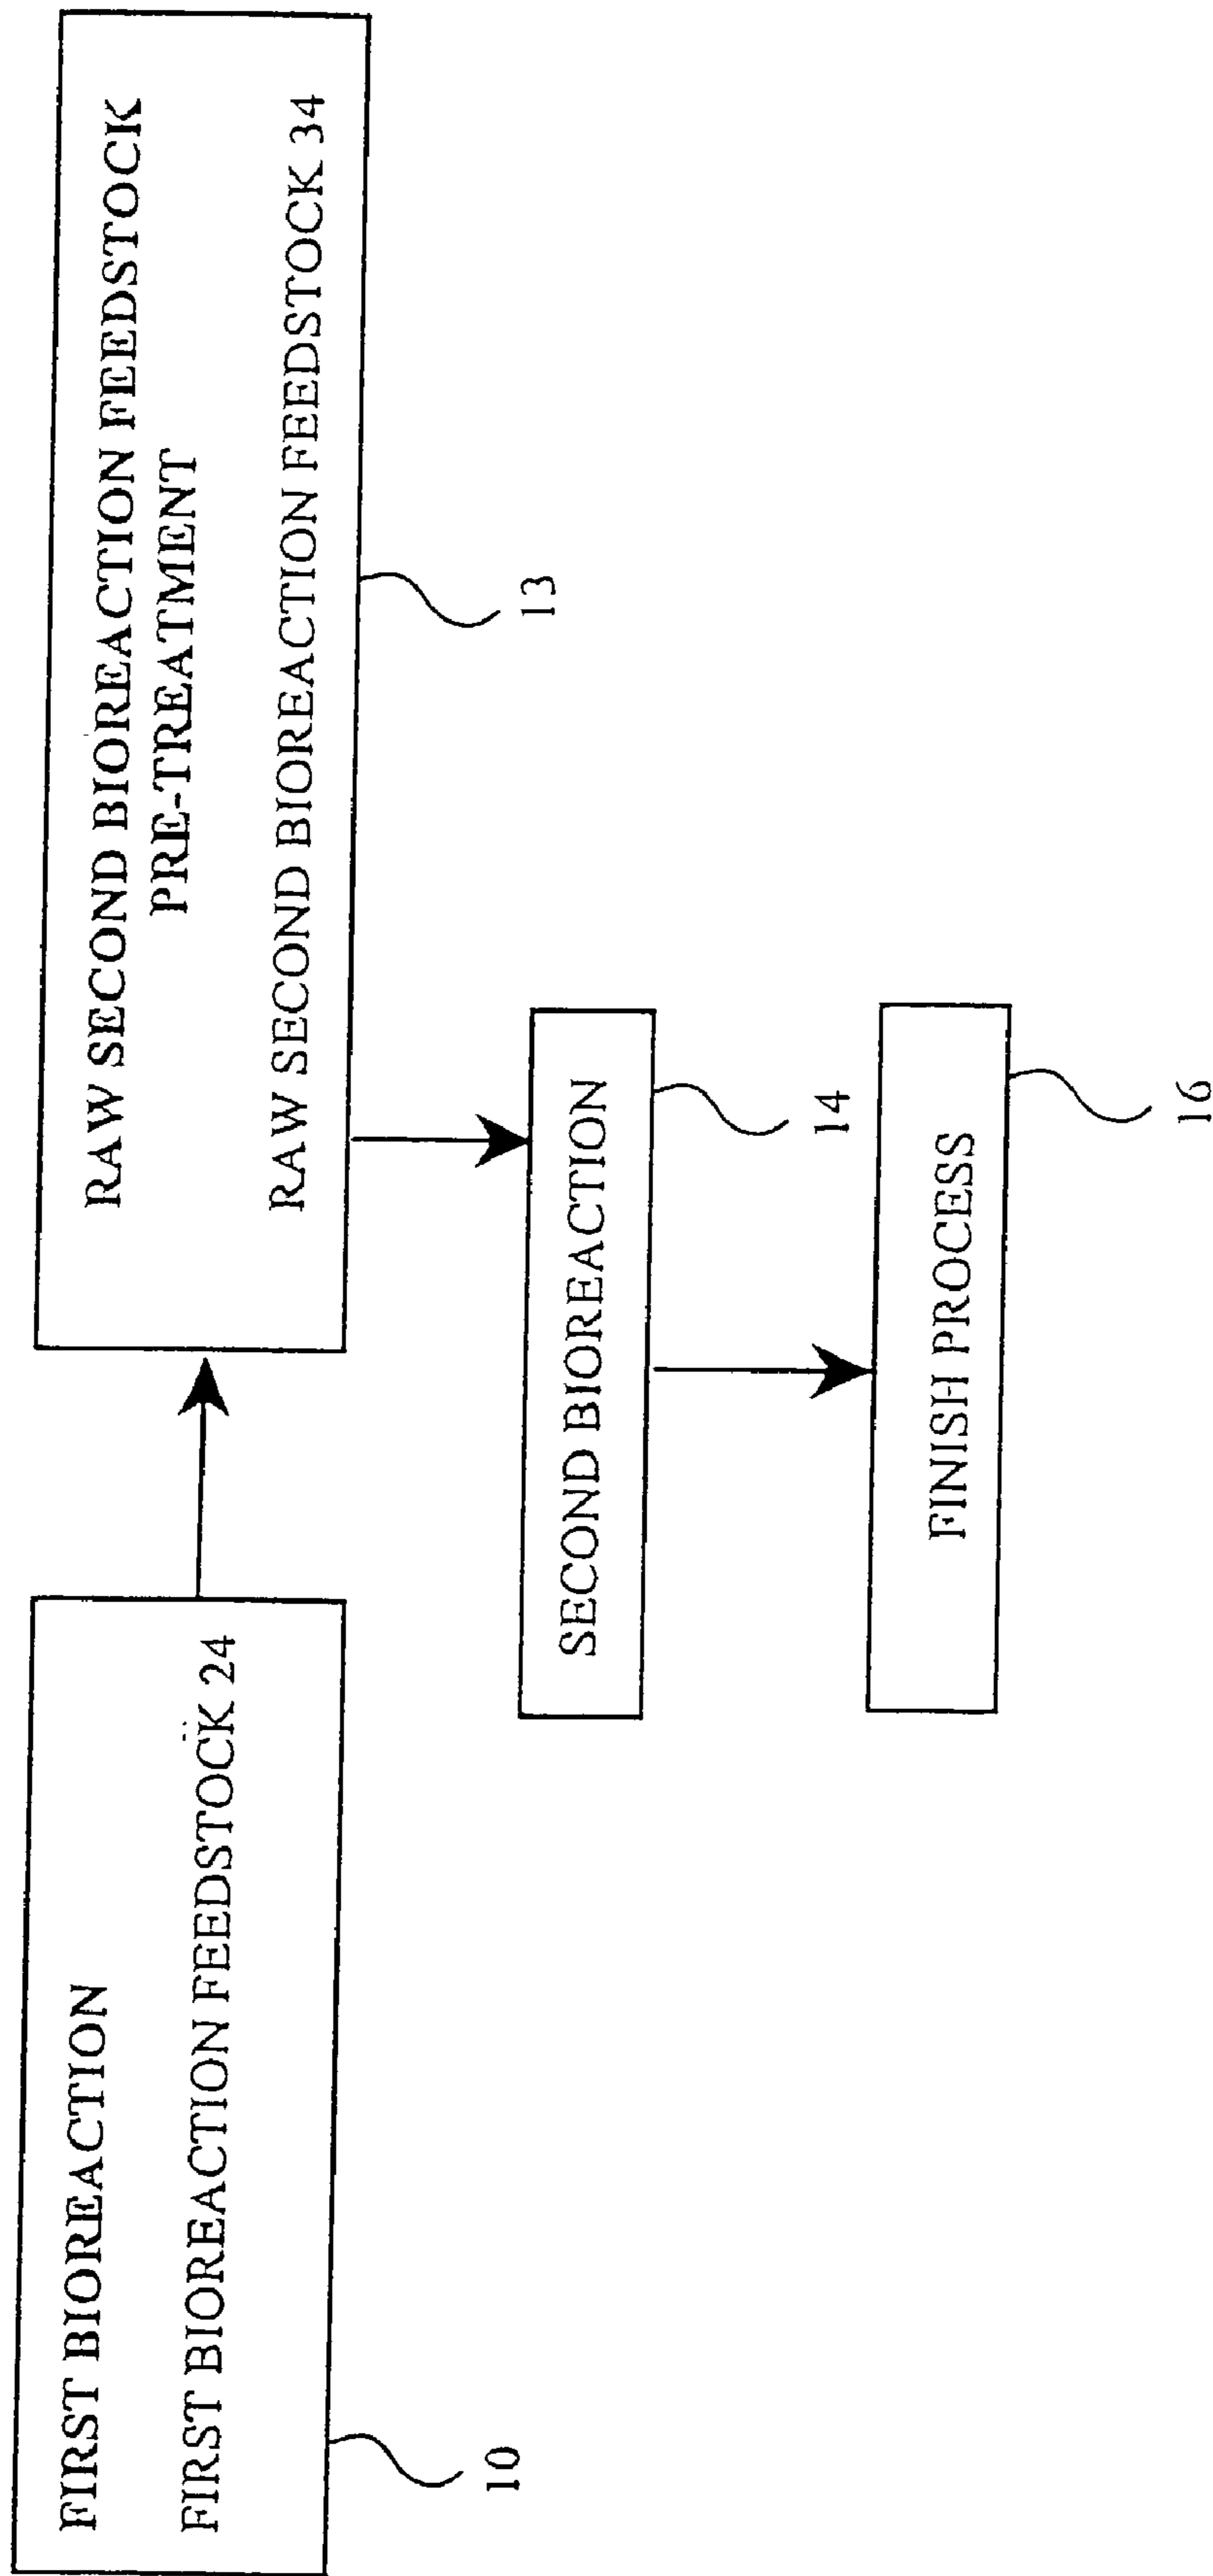 FIRST BIOREACTION
FIRST BIOREACTION FEEDSTOCK 24
10
RAW SECOND BIOREACTION FEEDSTOCK
PRE-TREATMENT
RAW SECOND BIOREACTION FEEDSTOCK 34
13
SECOND BIOREACTION
14
FINISH PROCESS
16